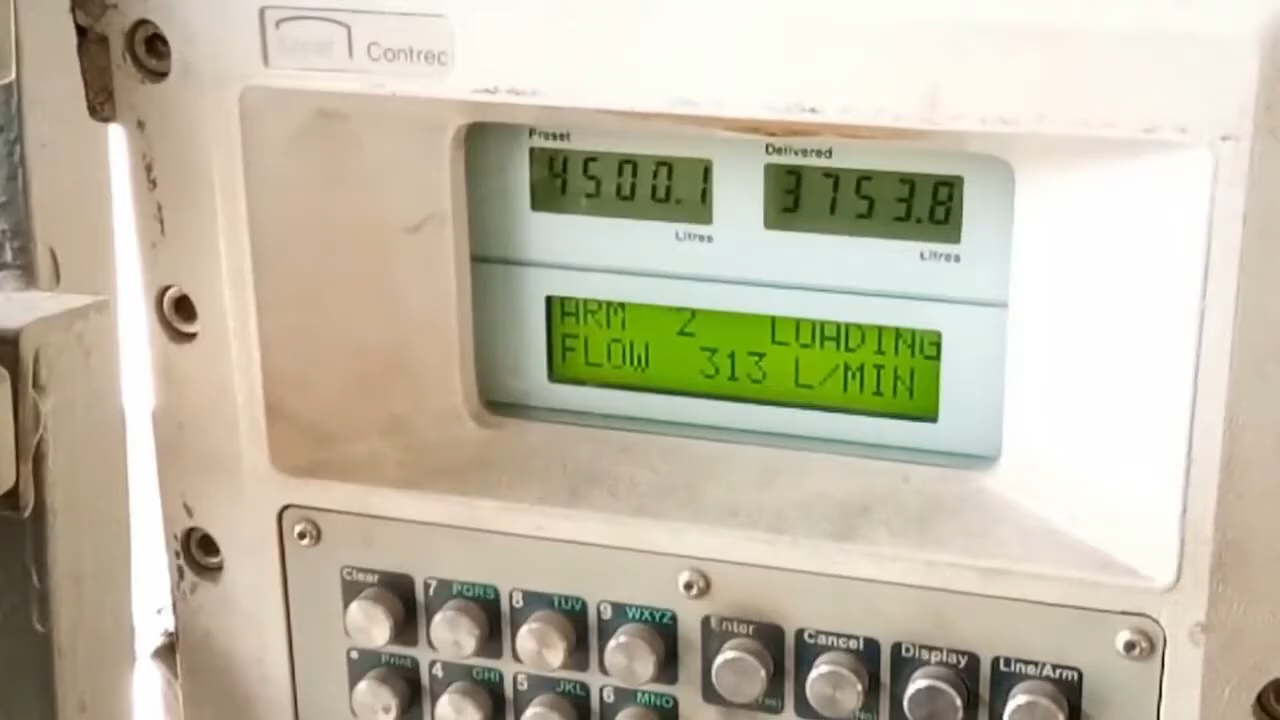 Contrec
Preset
4500.1
Litres
Delivered
3753.8
Litres
ARM 2 LOADING
FLOW 313 L/MIN
Clear
7 PQRS
8 TUV
9 WXYZ
Enter
Cancel
Display
Line/Arm
Print
4 GHI
5 JKL
6 MNO